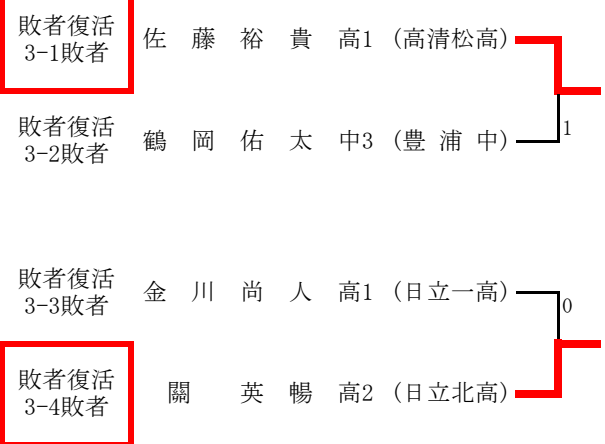 敗者復活
3-1敗者 佐藤裕貴 高1 (高清松高)
敗者復活
3-2敗者 鶴岡佑太 中3 (豊浦中)
1
敗者復活
3-3敗者 金川尚人 高1 (日立一高)
0
敗者復活
3-4敗者 關英暢 高2 (日立北高)